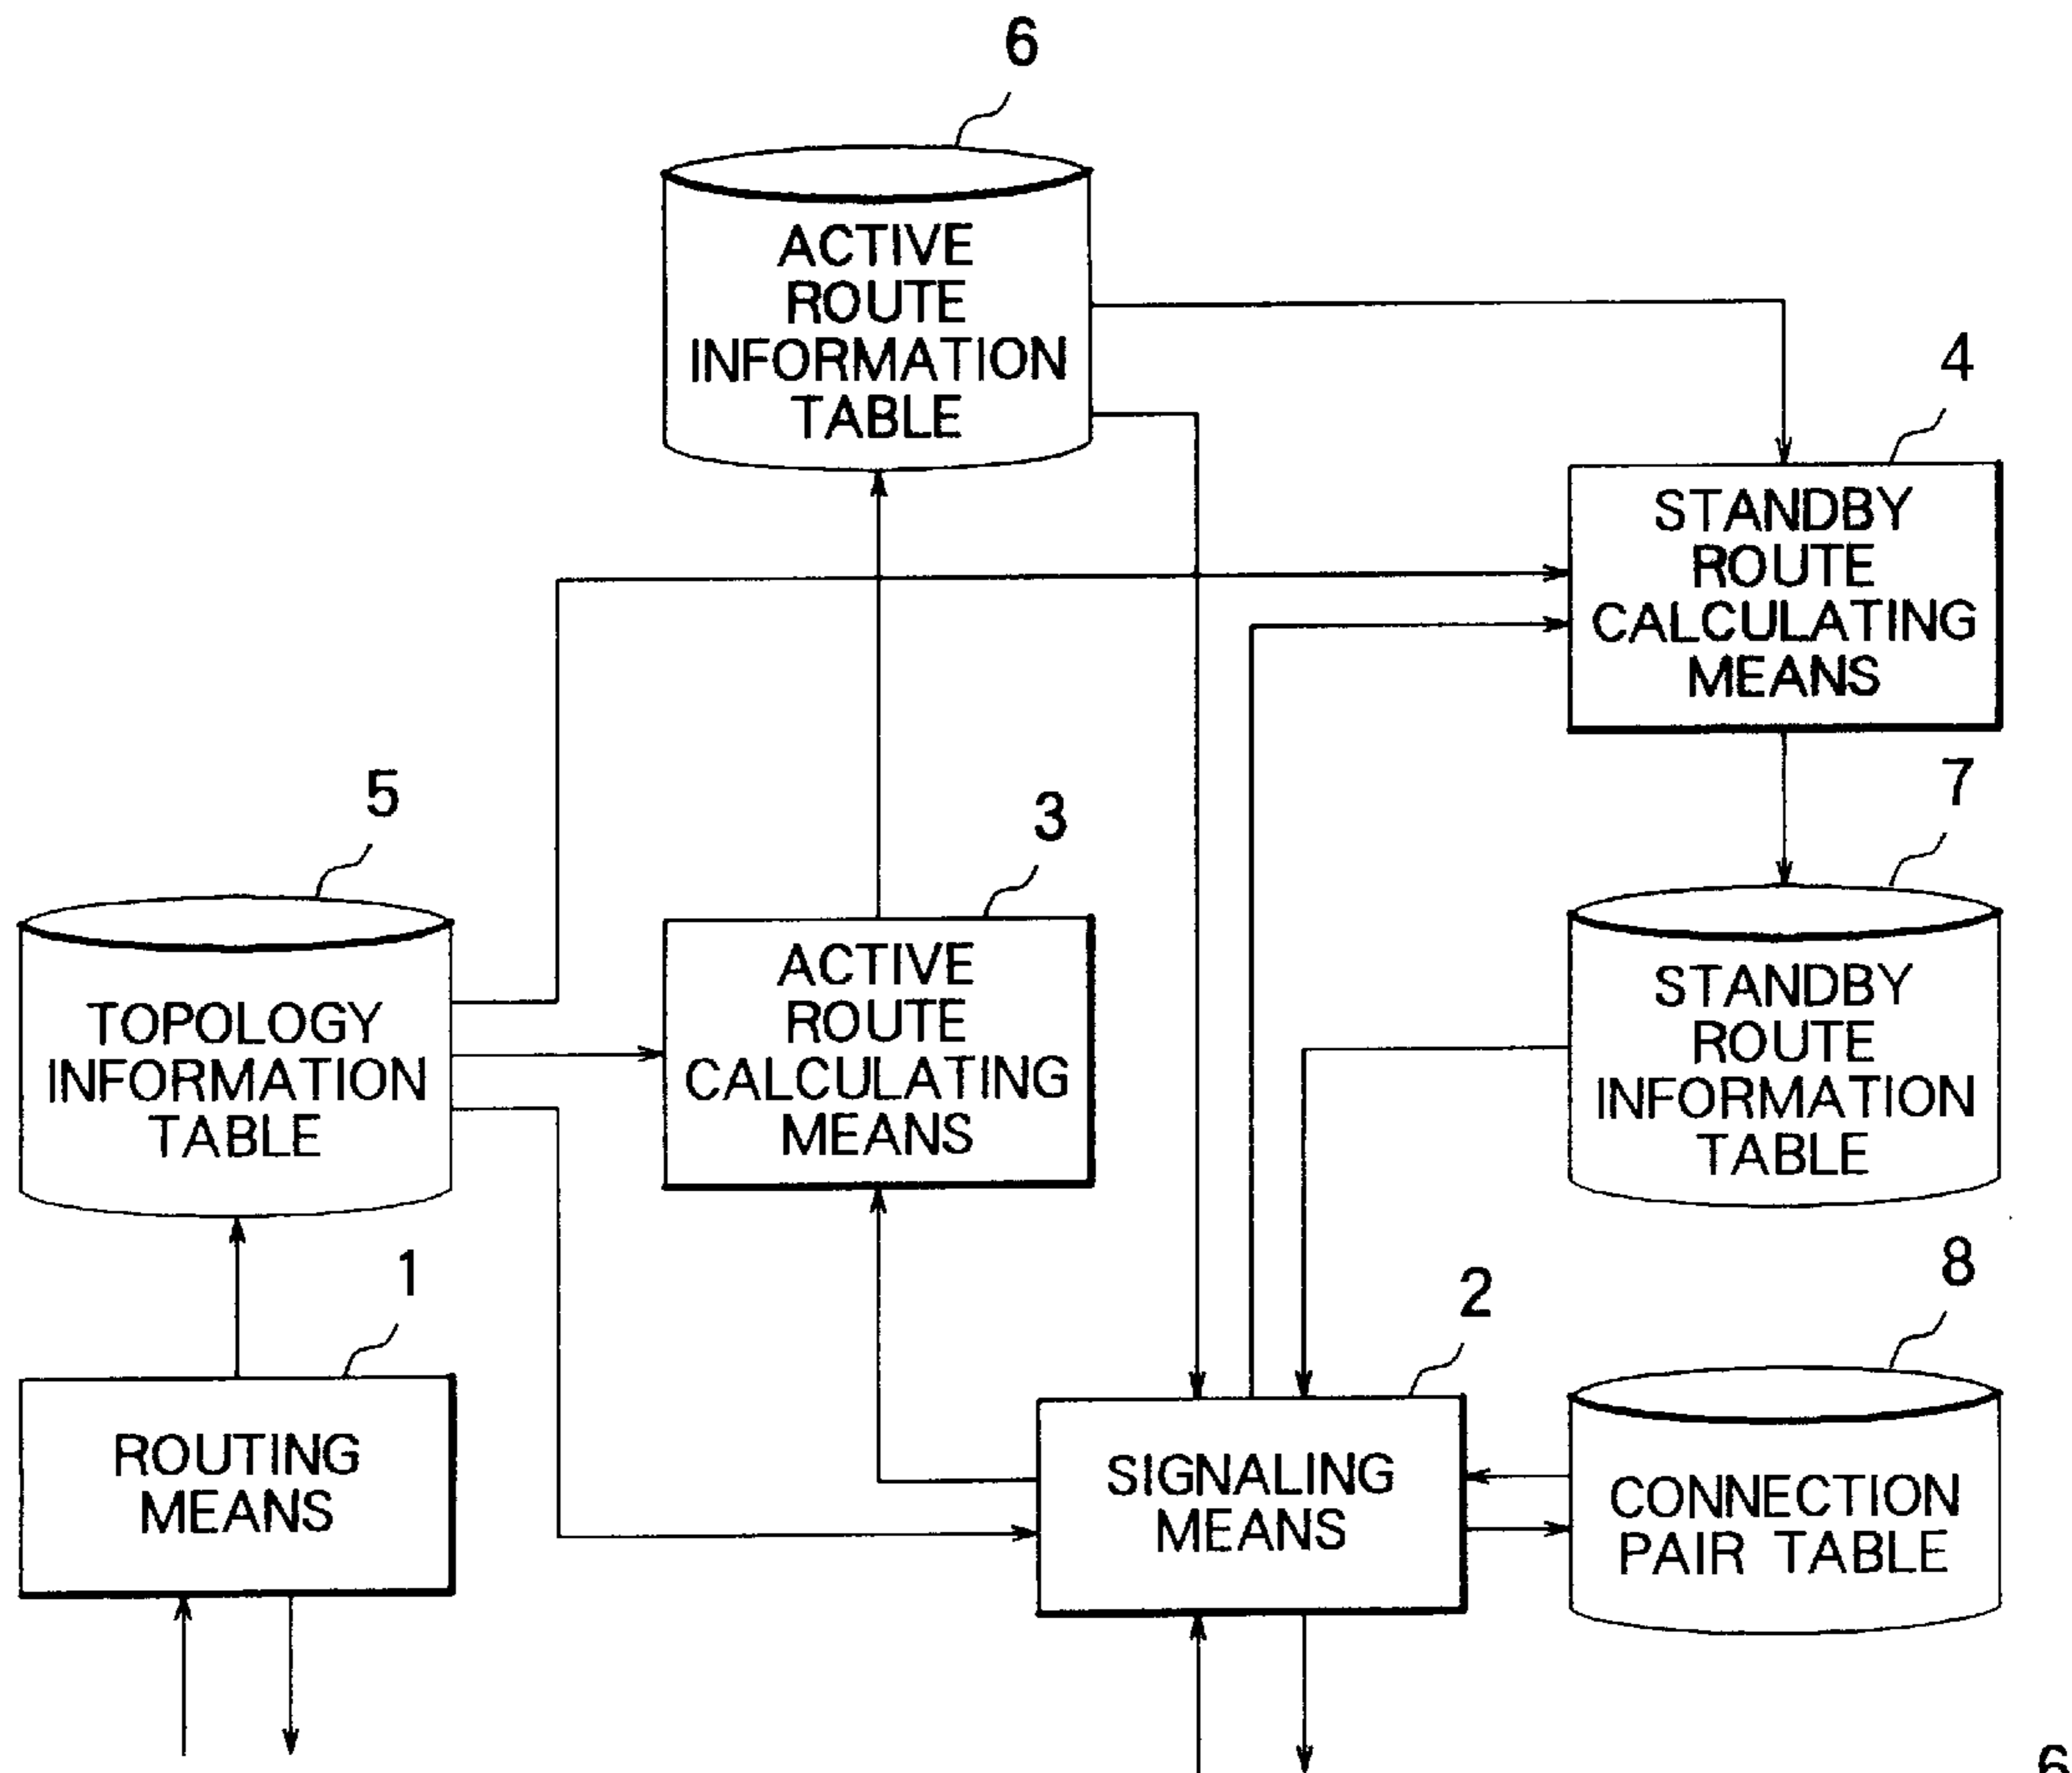 6
ACTIVE
ROUTE
INFORMATION
TABLE
4
STANDBY
ROUTE
CALCULATING
MEANS
5
TOPOLOGY
INFORMATION
TABLE
3
ACTIVE
ROUTE
CALCULATING
MEANS
7
STANDBY
ROUTE
INFORMATION
TABLE
1
ROUTING
MEANS
2
SIGNALING
MEANS
8
CONNECTION
PAIR TABLE
6